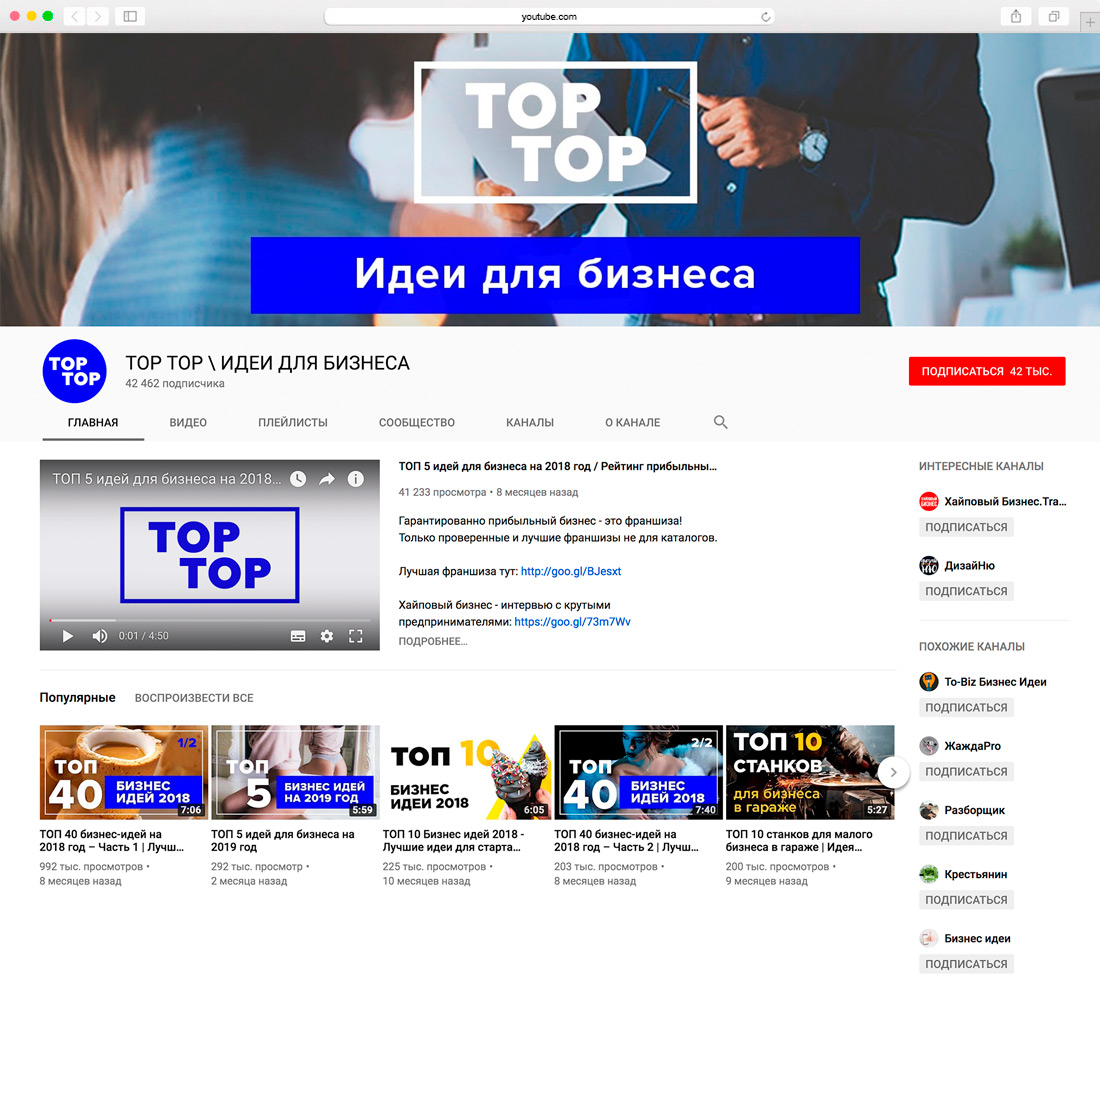 youtube.com
TOP
TOP
Идеи для бизнеса
TOP
TOP
TOP TOP \ ИДЕИ ДЛЯ БИЗНЕСА
42 462 подписчика
ПОДПИСАТЬСЯ 42 ТЫС.
ГЛАВНАЯ
ВИДЕО
ПЛЕЙЛИСТЫ
СООБЩЕСТВО
КАНАЛЫ
О КАНАЛЕ
ТОП 5 идей для бизнеса на 2018...
TOP
TOP
0:01 / 4:50
ТОП 5 идей для бизнеса на 2018 год / Рейтинг прибыльны...
41 233 просмотра • 8 месяцев назад
Гарантированно прибыльный бизнес - это франшиза!
Только проверенные и лучшие франшизы не для каталогов.
Лучшая франшиза тут: http://goo.gl/BJesxt
Хайповый бизнес - интервью с крутыми
предпринимателями: https://goo.gl/73m7Wv
ПОДРОБНЕЕ...
Популярные
ВОСПРОИЗВЕСТИ ВСЕ
1/2
ТОП
40
БИЗНЕС
ИДЕЙ 2018
7:06
ТОП 40 бизнес-идей на
2018 год – Часть 1 | Лучш...
992 тыс. просмотров •
8 месяцев назад
ТОП
5
БИЗНЕС ИДЕЙ
НА 2019 ГОД
5:59
ТОП 5 идей для бизнеса на
2019 год
292 тыс. просмотр •
2 месяца назад
ТОП 10
БИЗНЕС
ИДЕИ 2018
6:05
ТОП 10 Бизнес идей 2018 -
Лучшие идеи для старта...
225 тыс. просмотров •
10 месяцев назад
2/2
ТОП
40
БИЗНЕС
ИДЕЙ 2018
7:40
ТОП 40 бизнес-идей на
2018 год – Часть 2 | Лучш...
203 тыс. просмотров •
8 месяцев назад
ТОП 10
СТАНКОВ
для бизнеса
в гараже
5:27
ТОП 10 станков для малого
бизнеса в гараже | Идея...
200 тыс. просмотров •
9 месяцев назад
ИНТЕРЕСНЫЕ КАНАЛЫ
Хайповый Бизнес.Tra...
ПОДПИСАТЬСЯ
ДизайНю
ПОДПИСАТЬСЯ
ПОХОЖИЕ КАНАЛЫ
To-Biz Бизнес Идеи
ПОДПИСАТЬСЯ
ЖаждаPro
ПОДПИСАТЬСЯ
Разборщик
ПОДПИСАТЬСЯ
Крестьянин
ПОДПИСАТЬСЯ
Бизнес идеи
ПОДПИСАТЬСЯ